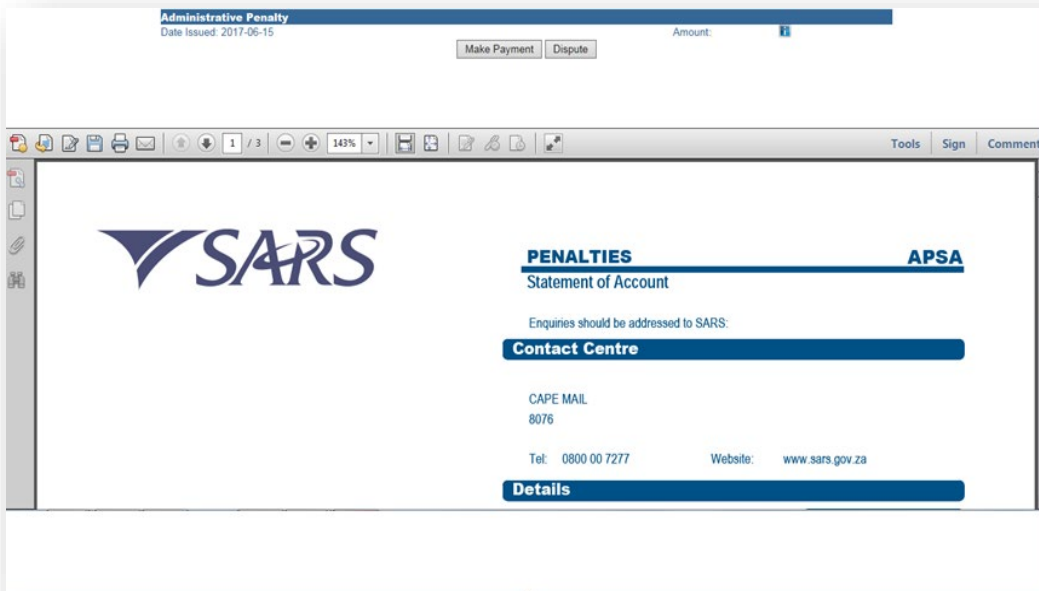 Administrative Penalty
Date Issued: 2017-06-15 Amount:
Make Payment Dispute
1 / 3 143% Tools Sign Comment
SARS
PENALTIES APSA
Statement of Account
Enquiries should be addressed to SARS:
Contact Centre
CAPE MAIL
8076
Tel: 0800 00 7277 Website: www.sars.gov.za
Details